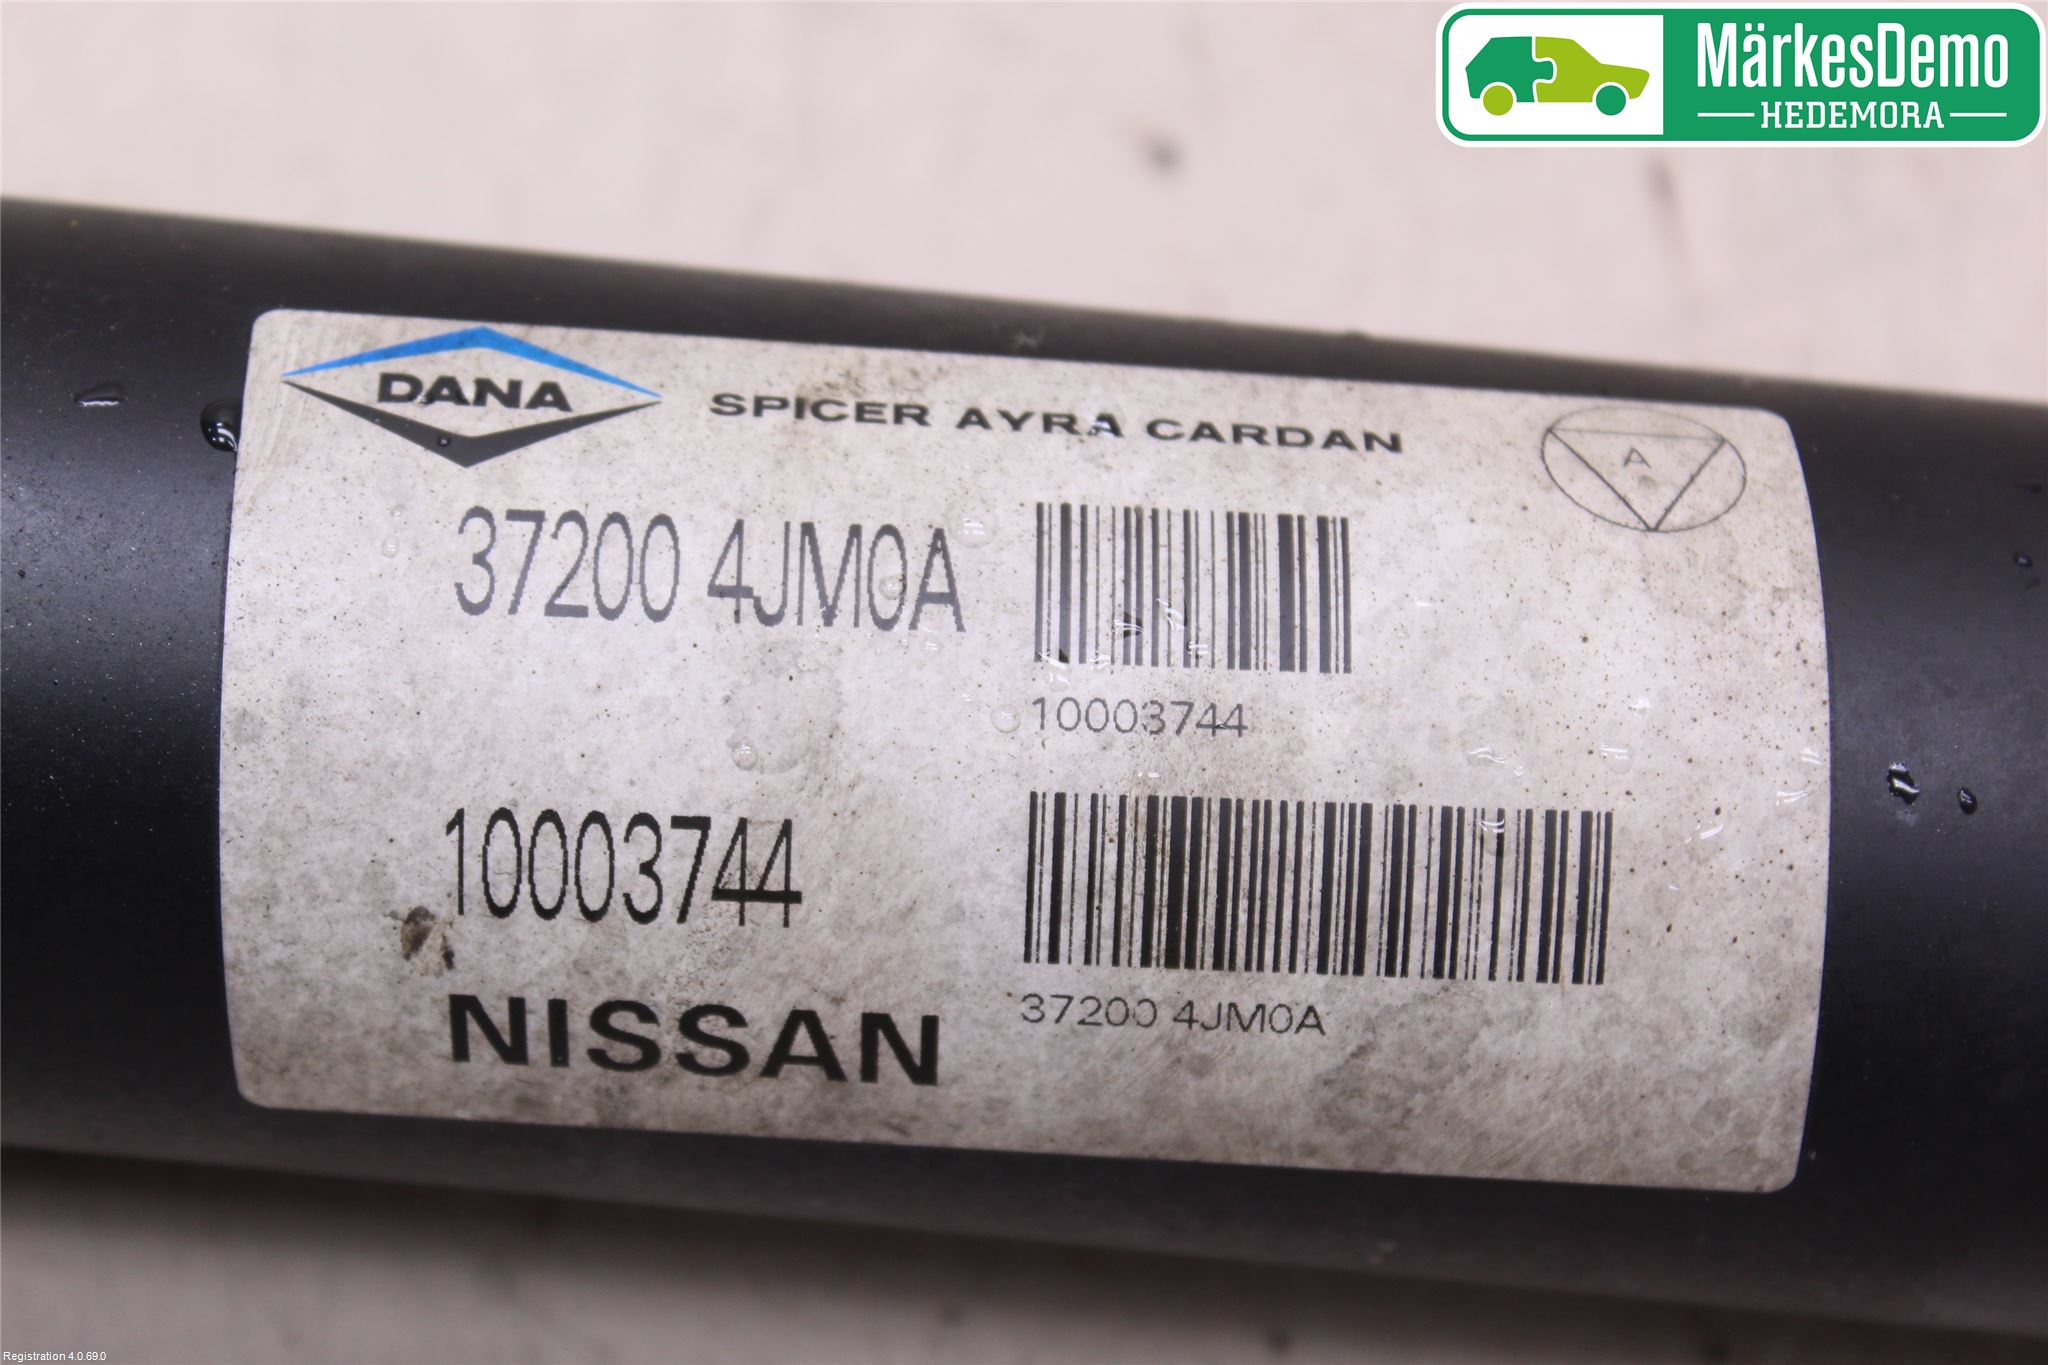 MärkesDemo
HEDEMORA
DANA
SPICER AYRA CARDAN
A
37200 4JM0A
10003744
10003744
37200 4JM0A
NISSAN
Registration 4.0.69.0